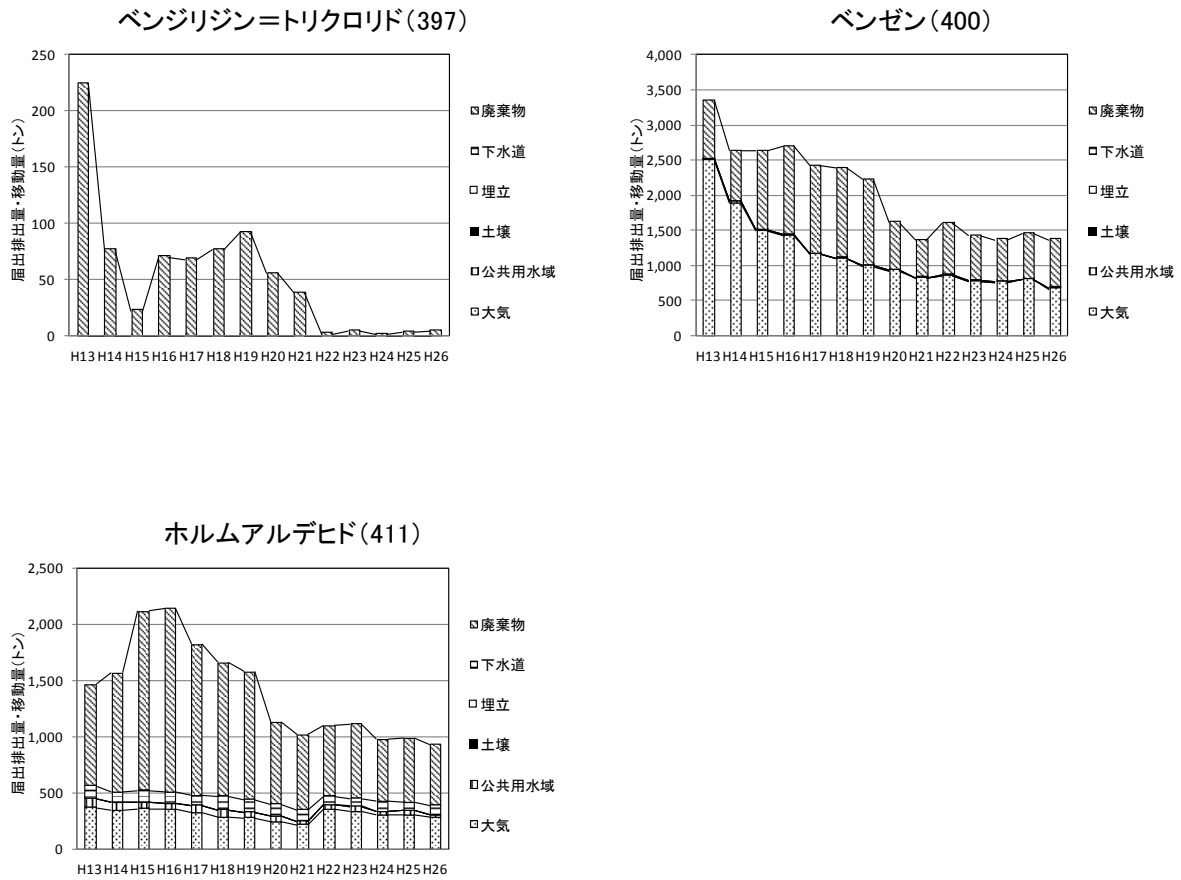 ベンジリジン＝トリクロリド（397）
届出排出量・移動量（トン）
250
200
150
100
50
0
H13 H14 H15 H16 H17 H18 H19 H20 H21 H22 H23 H24 H25 H26
廃棄物
下水道
埋立
土壌
公共用水域
大気
ベンゼン（400）
届出排出量・移動量（トン）
4,000
3,500
3,000
2,500
2,000
1,500
1,000
500
0
H13 H14 H15 H16 H17 H18 H19 H20 H21 H22 H23 H24 H25 H26
廃棄物
下水道
埋立
土壌
公共用水域
大気
ホルムアルデヒド（411）
届出排出量・移動量（トン）
2,500
2,000
1,500
1,000
500
0
H13 H14 H15 H16 H17 H18 H19 H20 H21 H22 H23 H24 H25 H26
廃棄物
下水道
埋立
土壌
公共用水域
大気